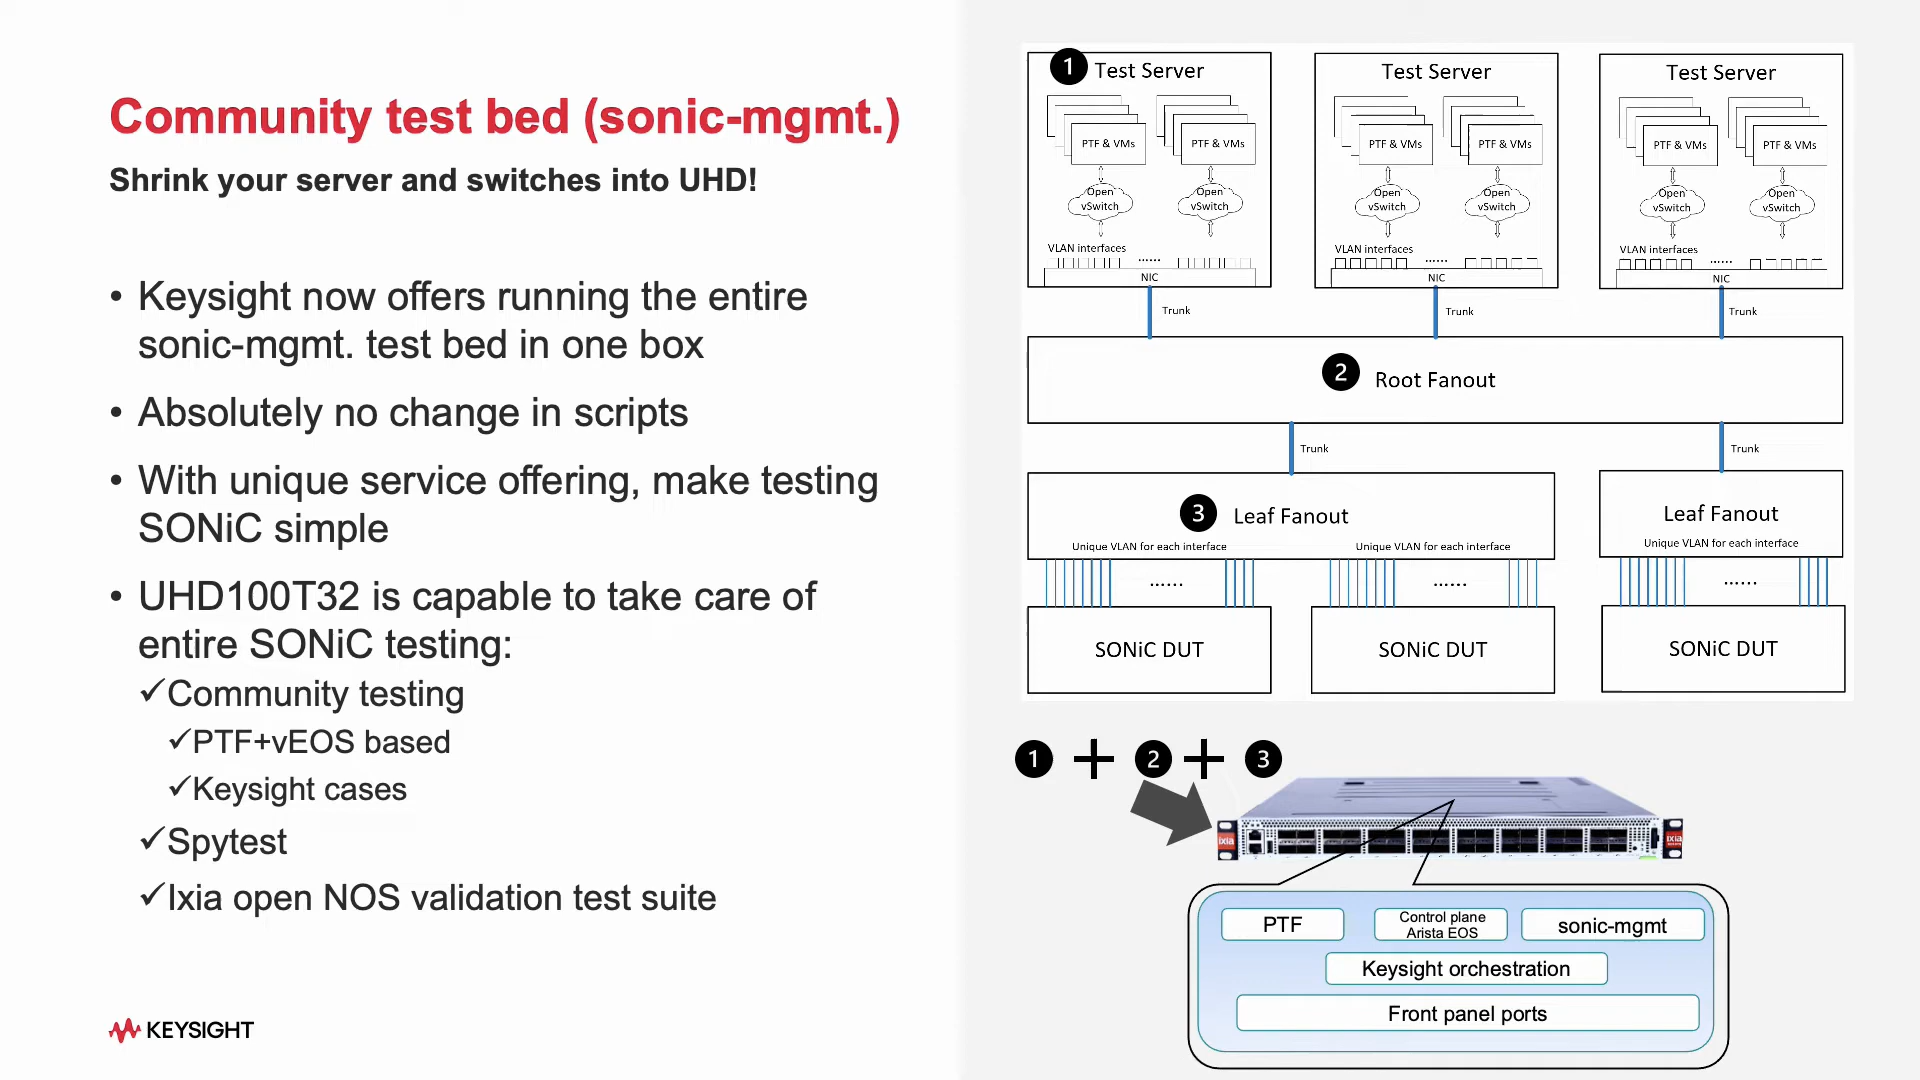 Community test bed (sonic-mgmt.)
Shrink your server and switches into UHD!
• Keysight now offers running the entire
sonic-mgmt. test bed in one box
• Absolutely no change in scripts
• With unique service offering, make testing
SONiC simple
• UHD100T32 is capable to take care of
entire SONiC testing:
✓Community testing
✓PTF+vEOS based
✓Keysight cases
✓Spytest
✓Ixia open NOS validation test suite
KEYSIGHT
1 Test Server
PTF & VMs PTF & VMs
Open vSwitch Open vSwitch
VLAN interfaces ......
NIC
Test Server
PTF & VMs PTF & VMs
Open vSwitch Open vSwitch
VLAN interfaces ......
NIC
Test Server
PTF & VMs PTF & VMs
Open vSwitch Open vSwitch
VLAN interfaces ......
NIC
Trunk Trunk Trunk
2 Root Fanout
Trunk Trunk
3 Leaf Fanout
Unique VLAN for each interface Unique VLAN for each interface
Leaf Fanout
Unique VLAN for each interface
...... ...... ......
SONiC DUT SONiC DUT SONiC DUT
1 + 2 + 3
ixia ixia
PTF
Control plane
Arista EOS
sonic-mgmt
Keysight orchestration
Front panel ports